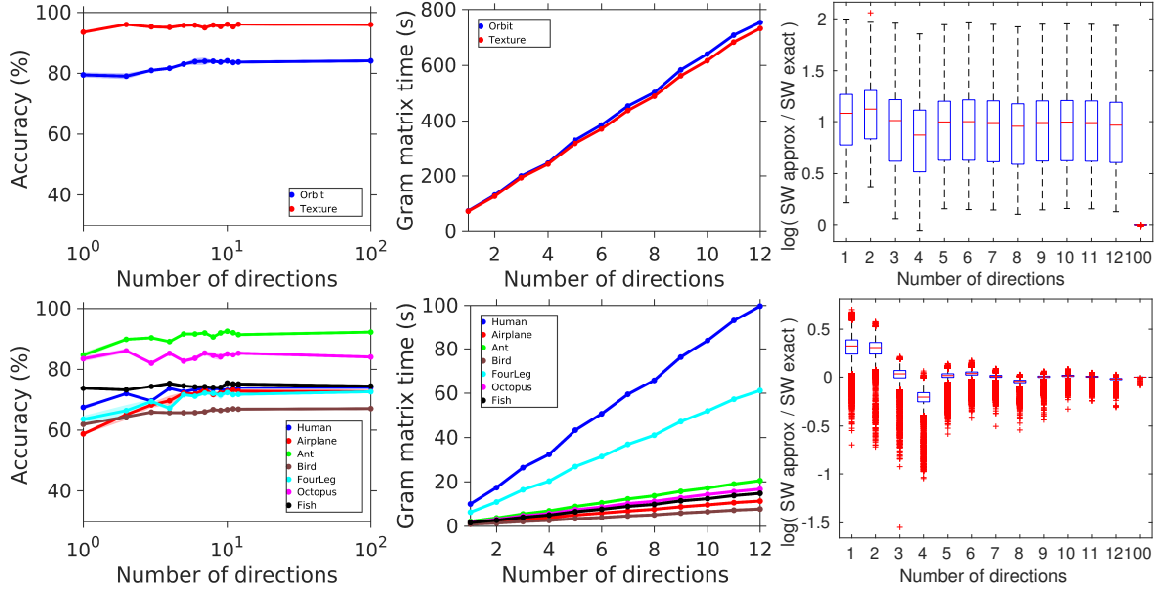 Accuracy (%)
100
80
60
40
10^0
10^1
10^2
Number of directions
Orbit
Texture
Gram matrix time (s)
800
600
400
200
0
2 4 6 8 10 12
Number of directions
Orbit
Texture
log( SW approx / SW exact)
2
1.5
1
0.5
0
1 2 3 4 5 6 7 8 9 10 11 12 100
Number of directions
Accuracy (%)
100
80
60
40
10^0
10^1
10^2
Number of directions
Human
Airplane
Ant
Bird
FourLeg
Octopus
Fish
Gram matrix time (s)
100
80
60
40
20
0
2 4 6 8 10 12
Number of directions
Human
Airplane
Ant
Bird
FourLeg
Octopus
Fish
log( SW approx / SW exact)
0.5
0
-0.5
-1
-1.5
1 2 3 4 5 6 7 8 9 10 11 12 100
Number of directions